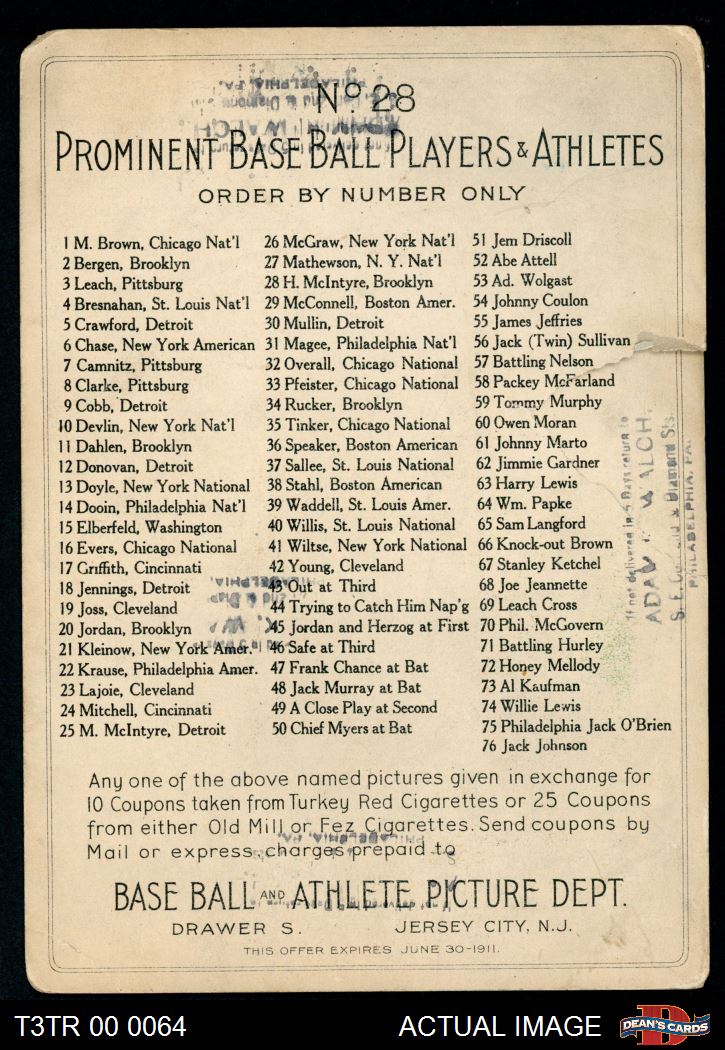 No 28
PROMINENT BASE BALL PLAYERS & ATHLETES
ORDER BY NUMBER ONLY
1 M. Brown, Chicago Nat'l
2 Bergen, Brooklyn
3 Leach, Pittsburg
4 Bresnahan, St. Louis Nat'l
5 Crawford, Detroit
6 Chase, New York American
7 Camnitz, Pittsburg
8 Clarke, Pittsburg
9 Cobb, Detroit
10 Devlin, New York Nat'l
11 Dahlen, Brooklyn
12 Donovan, Detroit
13 Doyle, New York National
14 Dooin, Philadelphia Nat'l
15 Elberfeld, Washington
16 Evers, Chicago National
17 Griffith, Cincinnati
18 Jennings, Detroit
19 Joss, Cleveland
20 Jordan, Brooklyn
21 Kleinow, New York Amer.
22 Krause, Philadelphia Amer.
23 Lajoie, Cleveland
24 Mitchell, Cincinnati
25 M. McIntyre, Detroit
26 McGraw, New York Nat'l
27 Mathewson, N. Y. Nat'l
28 H. McIntyre, Brooklyn
29 McConnell, Boston Amer.
30 Mullin, Detroit
31 Magee, Philadelphia Nat'l
32 Overall, Chicago National
33 Pfeister, Chicago National
34 Rucker, Brooklyn
35 Tinker, Chicago National
36 Speaker, Boston American
37 Sallee, St. Louis National
38 Stahl, Boston American
39 Waddell, St. Louis Amer.
40 Willis, St. Louis National
41 Wiltse, New York National
42 Young, Cleveland
43 Out at Third
44 Trying to Catch Him Nap'g
45 Jordan and Herzog at First
46 Safe at Third
47 Frank Chance at Bat
48 Jack Murray at Bat
49 A Close Play at Second
50 Chief Myers at Bat
51 Jem Driscoll
52 Abe Attell
53 Ad. Wolgast
54 Johnny Coulon
55 James Jeffries
56 Jack (Twin) Sullivan
57 Battling Nelson
58 Packey McFarland
59 Tommy Murphy
60 Owen Moran
61 Johnny Marto
62 Jimmie Gardner
63 Harry Lewis
64 Wm. Papke
65 Sam Langford
66 Knock-out Brown
67 Stanley Ketchel
68 Joe Jeannette
69 Leach Cross
70 Phil. McGovern
71 Battling Hurley
72 Honey Mellody
73 Al Kaufman
74 Willie Lewis
75 Philadelphia Jack O'Brien
76 Jack Johnson
If not delivered in 5 Days return to
WALCH,
Diamond Sts.
PHILADELPHIA, PA.
Any one of the above named pictures given in exchange for
10 Coupons taken from Turkey Red Cigarettes or 25 Coupons
from either Old Mill or Fez Cigarettes. Send coupons by
Mail or express, charges prepaid to
BASE BALL AND ATHLETE PICTURE DEPT.
DRAWER S. JERSEY CITY, N.J.
THIS OFFER EXPIRES JUNE 30-1911.
T3TR 00 0064 ACTUAL IMAGE DEAN'S CARDS